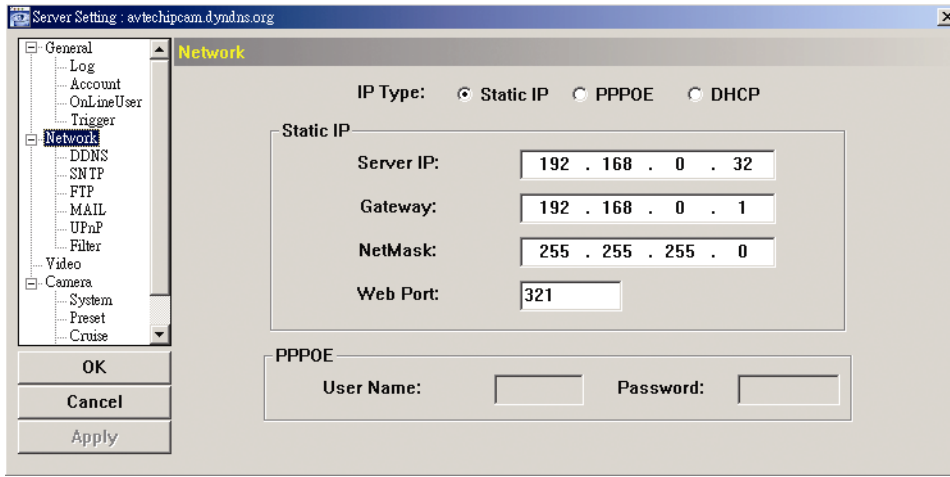 Server Setting : avtechipcam.dyndns.org
General
Log
Account
OnLineUser
Trigger
Network
DDNS
SNTP
FTP
MAIL
UPnP
Filter
Video
Camera
System
Preset
Cruise
OK
Cancel
Apply
Network
IP Type: Static IP PPPOE DHCP
Static IP
Server IP: 192 . 168 . 0 . 32
Gateway: 192 . 168 . 0 . 1
NetMask: 255 . 255 . 255 . 0
Web Port: 321
PPPOE
User Name: Password: